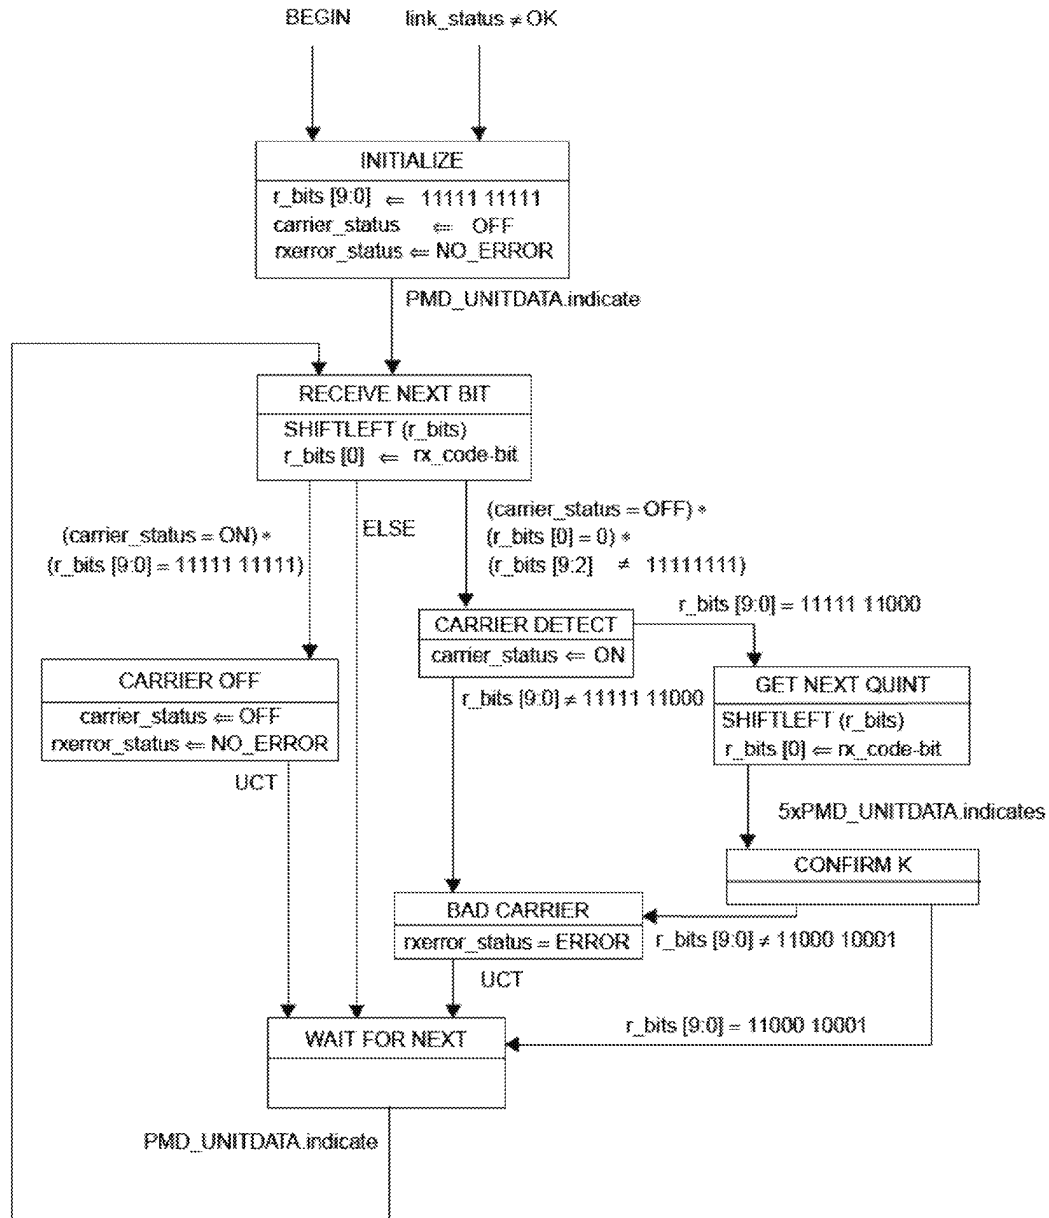 BEGIN
link_status ≠ OK
INITIALIZE
r_bits [9:0] ⇐ 11111 11111
carrier_status ⇐ OFF
rxerror_status ⇐ NO_ERROR
PMD_UNITDATA.indicate
RECEIVE NEXT BIT
SHIFTLEFT (r_bits)
r_bits [0] ⇐ rx_code-bit
(carrier_status = ON) *
(r_bits [9:0] = 11111 11111)
ELSE
(carrier_status = OFF) *
(r_bits [0] = 0) *
(r_bits [9:2] ≠ 11111111)
CARRIER DETECT
carrier_status ⇐ ON
r_bits [9:0] = 11111 11000
CARRIER OFF
carrier_status ⇐ OFF
rxerror_status ⇐ NO_ERROR
UCT
r_bits [9:0] ≠ 11111 11000
GET NEXT QUINT
SHIFTLEFT (r_bits)
r_bits [0] ⇐ rx_code-bit
5xPMD_UNITDATA.indicates
CONFIRM K
BAD CARRIER
rxerror_status = ERROR
r_bits [9:0] ≠ 11000 10001
UCT
r_bits [9:0] = 11000 10001
WAIT FOR NEXT
PMD_UNITDATA.indicate